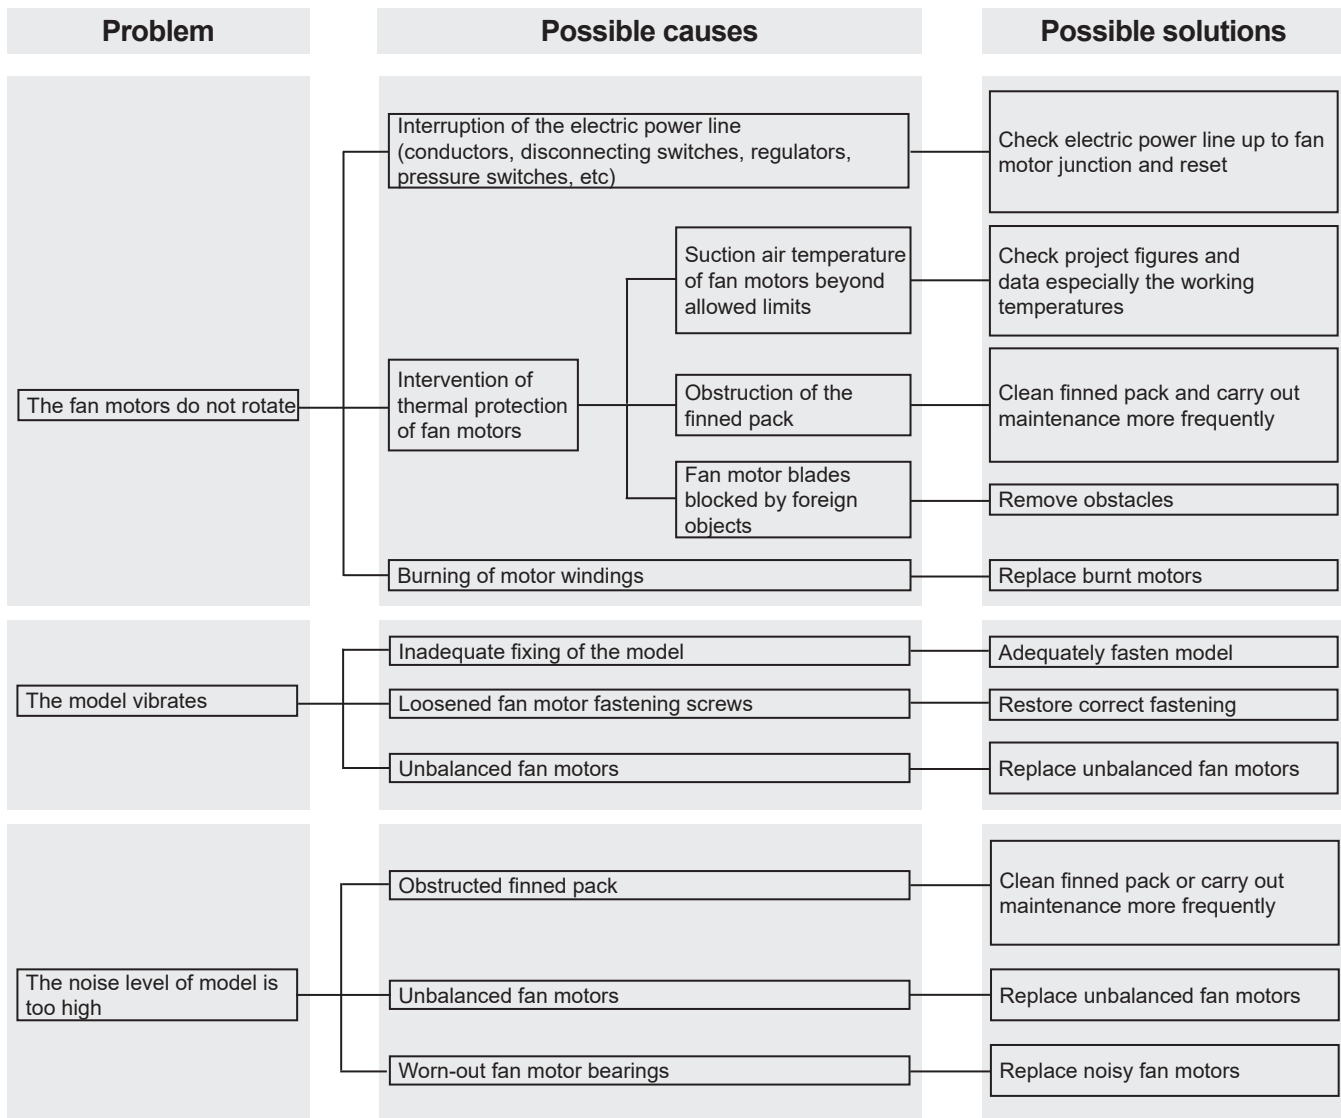 Problem
Possible causes
Possible solutions
The fan motors do not rotate
Interruption of the electric power line
(conductors, disconnecting switches, regulators,
pressure switches, etc)
Check electric power line up to fan
motor junction and reset
Intervention of
thermal protection
of fan motors
Suction air temperature
of fan motors beyond
allowed limits
Check project figures and
data especially the working
temperatures
Obstruction of the
finned pack
Clean finned pack and carry out
maintenance more frequently
Fan motor blades
blocked by foreign
objects
Remove obstacles
Burning of motor windings
Replace burnt motors
The model vibrates
Inadequate fixing of the model
Adequately fasten model
Loosened fan motor fastening screws
Restore correct fastening
Unbalanced fan motors
Replace unbalanced fan motors
The noise level of model is
too high
Obstructed finned pack
Clean finned pack or carry out
maintenance more frequently
Unbalanced fan motors
Replace unbalanced fan motors
Worn-out fan motor bearings
Replace noisy fan motors